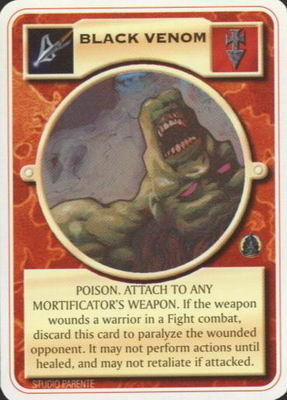 BLACK VENOM
POISON. ATTACH TO ANY
MORTIFICATOR'S WEAPON. If the weapon
wounds a warrior in a Fight combat,
discard this card to paralyze the wounded
opponent. It may not perform actions until
healed, and may not retaliate if attacked.
STUDIO PARENTE